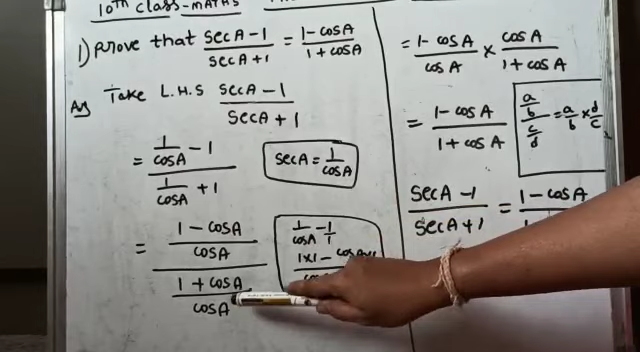 10th class-maths
1) prove that secA-1/secA+1 = 1-cosA/1+cosA
Ans Take L.H.S secA-1/secA+1
= (1/cosA -1)/(1/cosA +1)
secA = 1/cosA
= (1-cosA/cosA)/(1+cosA/cosA)
1/cosA - 1/1
1x1-
= 1-cosA/cosA x cosA/1+cosA
= 1-cosA/1+cosA
(a/b)/(c/d) = a/b x d/c
secA-1/secA+1 = 1-cosA